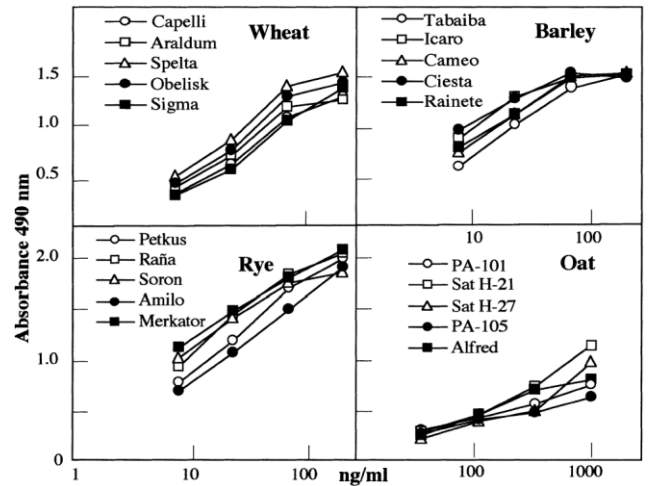 Capelli
Araldum
Spelta
Obelisk
Sigma
Wheat
1.5
1.0
0.5
Tabaiba
Icaro
Cameo
Ciesta
Rainete
Barley
10
100
Absorbance 490 nm
Petkus
Raña
Soron
Amilo
Merkator
Rye
2.0
1.0
0
1
10
100
ng/ml
PA-101
Sat H-21
Sat H-27
PA-105
Alfred
Oat
100
1000